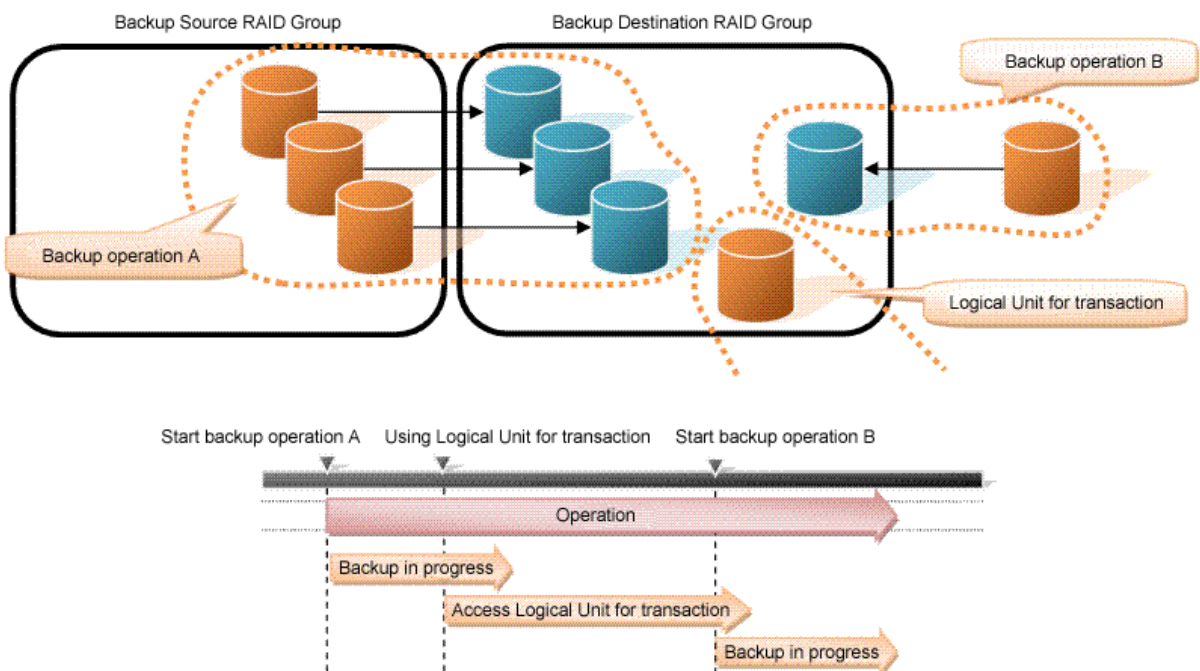 Backup Source RAID Group
Backup Destination RAID Group
Backup operation B
Backup operation A
Logical Unit for transaction
Start backup operation A
Using Logical Unit for transaction
Start backup operation B
Operation
Backup in progress
Access Logical Unit for transaction
Backup in progress